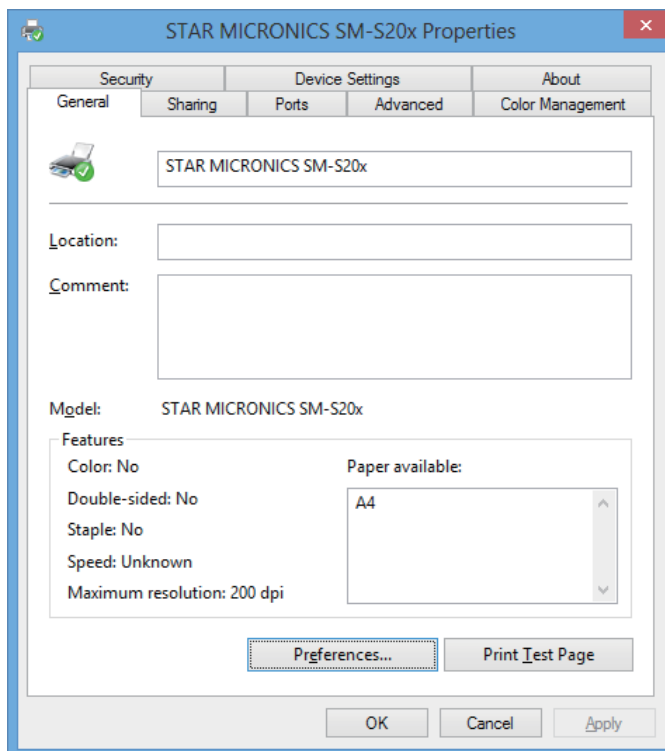 STAR MICRONICS SM-S20x Properties
Security Device Settings About
General Sharing Ports Advanced Color Management
STAR MICRONICS SM-S20x
Location:
Comment:
Model: STAR MICRONICS SM-S20x
Features
Color: No Paper available:
Double-sided: No A4
Staple: No
Speed: Unknown
Maximum resolution: 200 dpi
Preferences... Print Test Page
OK Cancel Apply